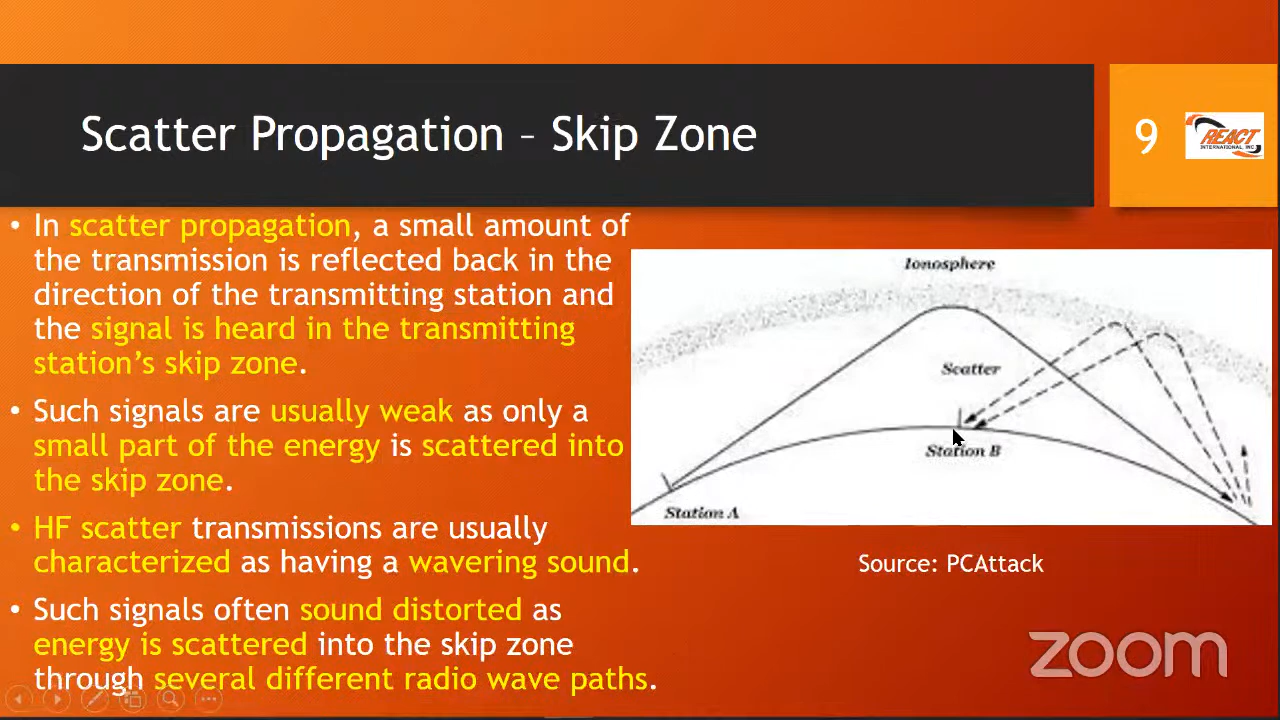 Scatter Propagation – Skip Zone
9
REACT
INTERNATIONAL, INC
• In scatter propagation, a small amount of
the transmission is reflected back in the
direction of the transmitting station and
the signal is heard in the transmitting
station's skip zone.
• Such signals are usually weak as only a
small part of the energy is scattered into
the skip zone.
• HF scatter transmissions are usually
characterized as having a wavering sound.
• Such signals often sound distorted as
energy is scattered into the skip zone
through several different radio wave paths.
Ionosphere
Scatter
Station B
Station A
Source: PCAttack
zoom